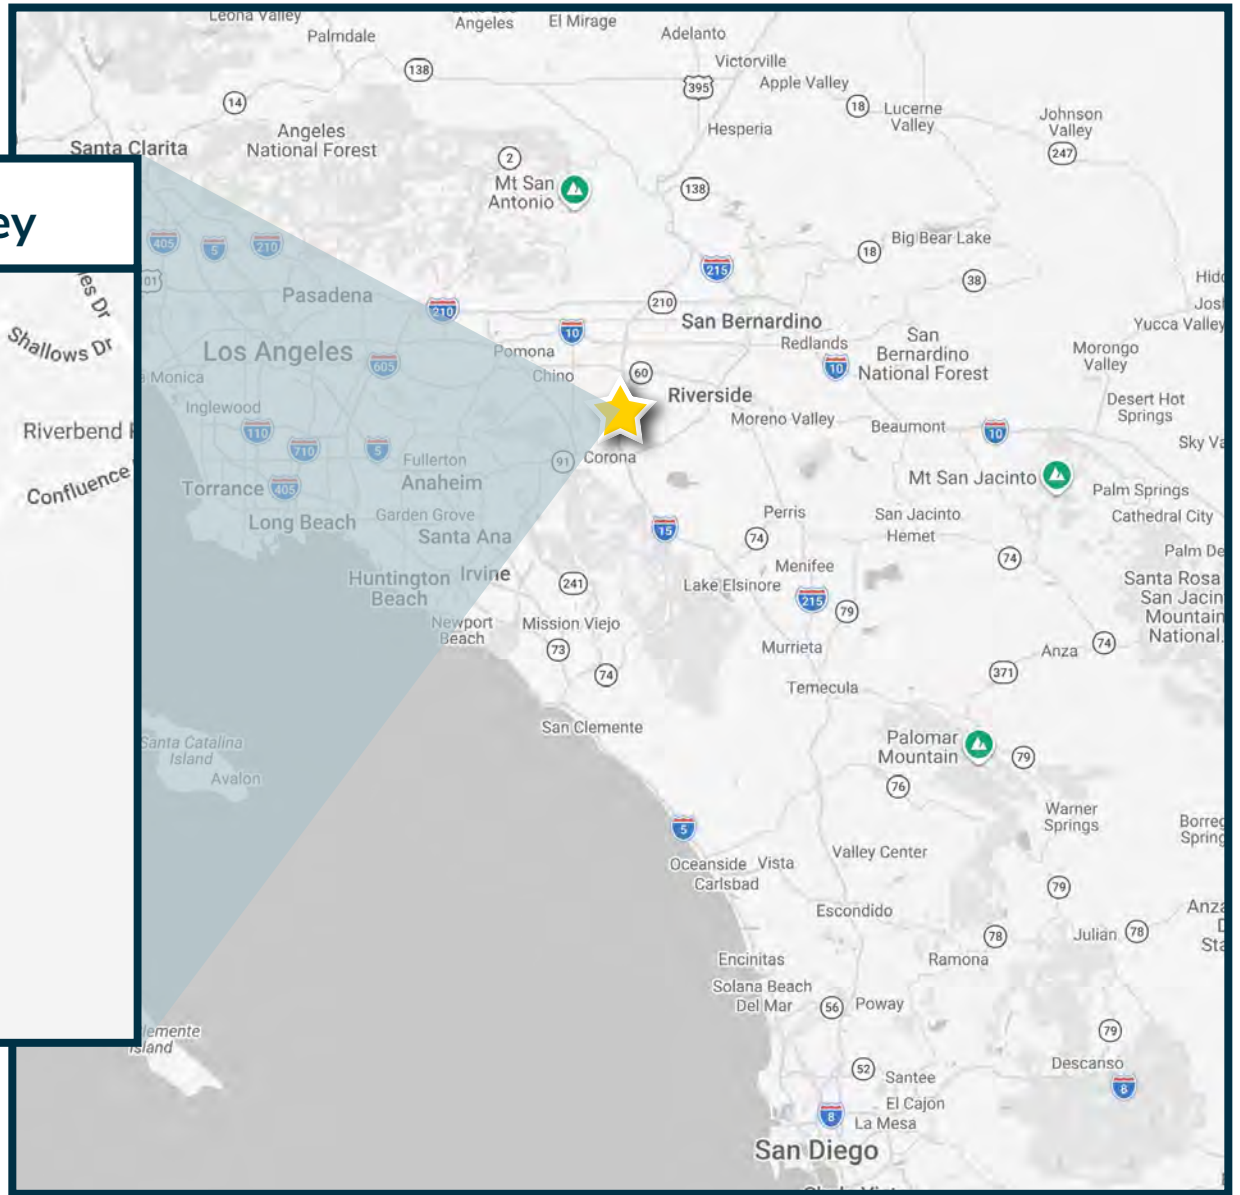 Leona Valley
Angeles
El Mirage
Palmdale
Adelanto
Victorville
138
395
Apple Valley
14
18
Lucerne
Valley
Johnson
Valley
Angeles
National Forest
Hesperia
247
Santa Clarita
2
Mt San
Antonio
138
ey
405
5
210
18
Big Bear Lake
215
38
101
es Dr
Pasadena
210
210
Shallows Dr
10
San Bernardino
Yucca Valley
Los Angeles
605
Pomona
Redlands
San
Bernardino
National Forest
10
Morongo
Valley
Monica
Chino
60
Riverside
Desert Hot
Springs
Inglewood
Moreno Valley
Beaumont
10
Riverbend
110
710
5
Fullerton
91
Corona
Sky
Confluence
Anaheim
Mt San Jacinto
Torrance
405
Palm Springs
Long Beach
Garden Grove
Santa Ana
15
Perris
74
San Jacinto
Hemet
Cathedral City
74
Palm De
Huntington
Beach
Irvine
241
Lake Elsinore
Menifee
215
79
Santa Rosa
San Jacin
Mountain
National
Newport
Beach
Mission Viejo
73
Murrieta
Anza
74
74
371
Temecula
San Clemente
Palomar
Mountain
79
Santa Catalina
Island
Avalon
76
Warner
Springs
Borreg
Spring
5
Oceanside
Vista
Valley Center
Carlsbad
79
Escondido
Anza
78
Julian
78
Sta
Encinitas
Ramona
Solana Beach
Del Mar
56
Poway
lemente
Island
79
52
Santee
Descanso
8
El Cajon
8
La Mesa
San Diego